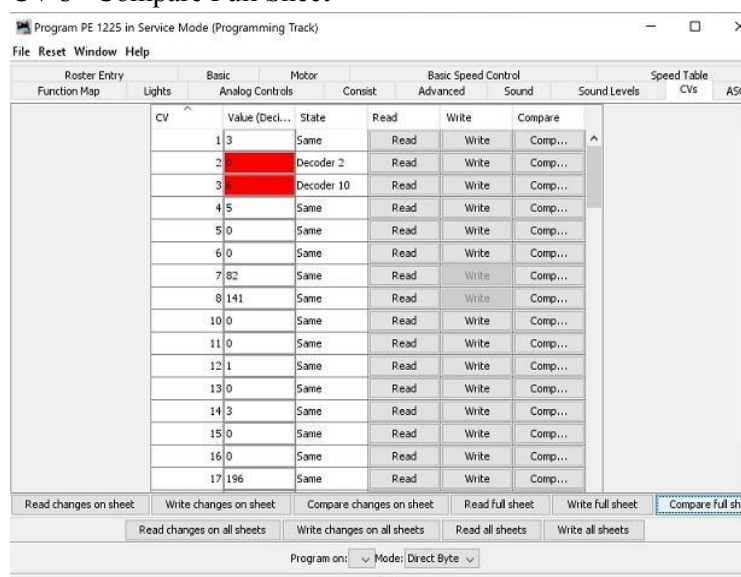 CV's - Compare Full Sheet
Program PE 1225 in Service Mode (Programming Track)
File Reset Window Help
Roster Entry Basic Motor Basic Speed Control Speed Table
Function Map Lights Analog Controls Consist Advanced Sound Sound Levels CVs
CV Value (Deci... State Read Write Compare
1 3 Same Read Write Comp...
2 0 Decoder 2 Read Write Comp...
3 6 Decoder 10 Read Write Comp...
4 5 Same Read Write Comp...
5 0 Same Read Write Comp...
6 0 Same Read Write Comp...
7 82 Same Read Write Comp...
8 141 Same Read Write Comp...
10 0 Same Read Write Comp...
11 0 Same Read Write Comp...
12 1 Same Read Write Comp...
13 0 Same Read Write Comp...
14 3 Same Read Write Comp...
15 0 Same Read Write Comp...
16 0 Same Read Write Comp...
17 196 Same Read Write Comp...
Read changes on sheet Write changes on sheet Compare changes on sheet Read full sheet Write full sheet Compare full sh
Read changes on all sheets Write changes on all sheets Read all sheets Write all sheets
Program on: Mode: Direct Byte